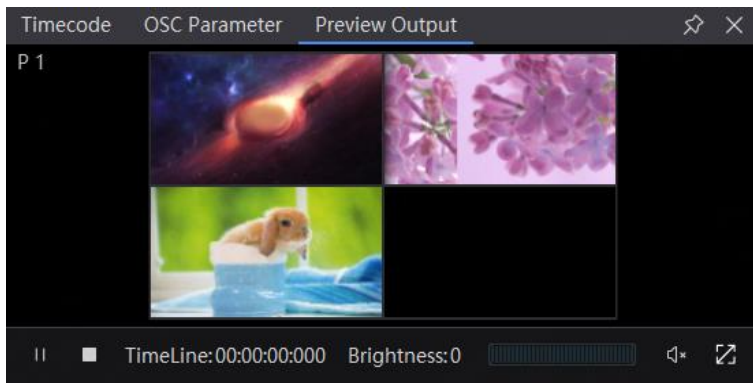 Timecode OSC Parameter Preview Output
P 1
TimeLine:00:00:00:000 Brightness:0